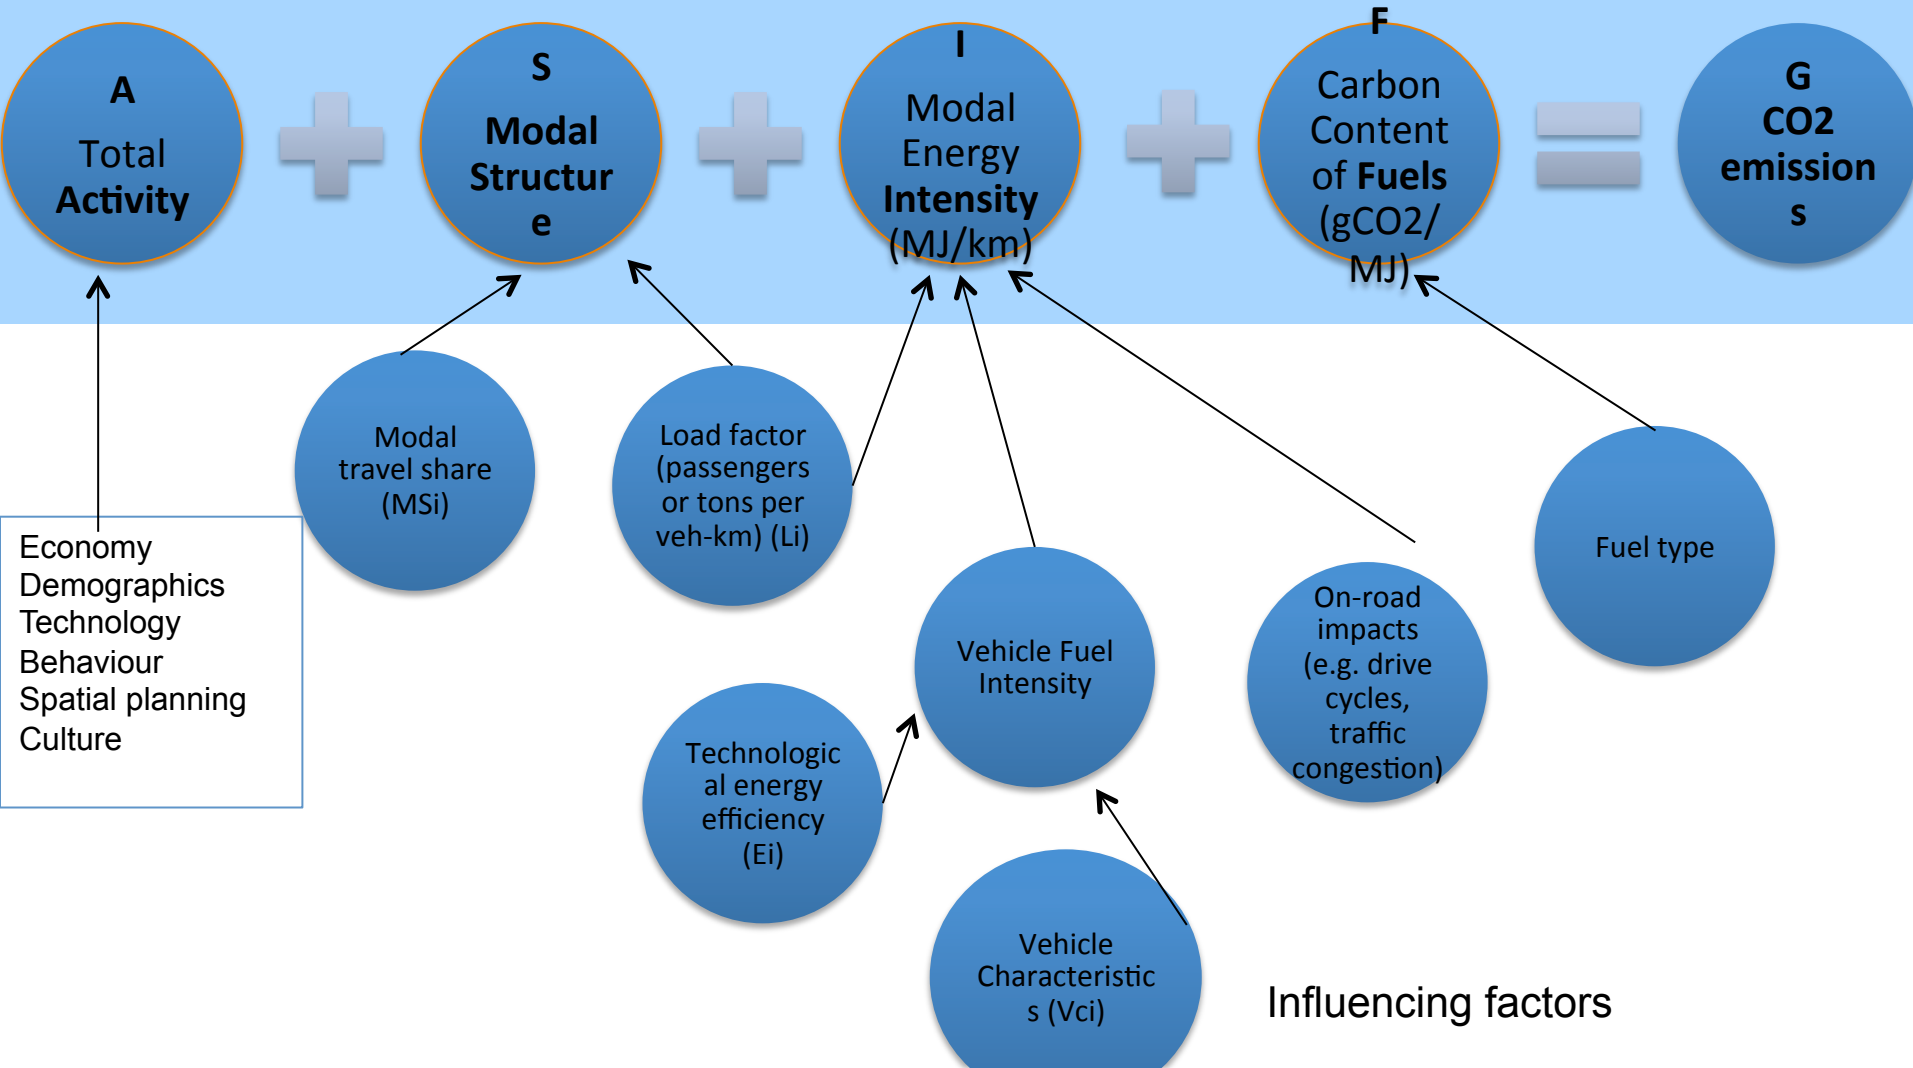 A
Total
Activity
S
Modal
Structur
e
I
Modal
Energy
Intensity
(MJ/km)
F
Carbon
Content
of Fuels
(gCO2/
MJ)
G
CO2
emission
s
Modal
travel share
(MSi)
Load factor
(passengers
or tons per
veh-km) (Li)
Economy
Demographics
Technology
Behaviour
Spatial planning
Culture
Vehicle Fuel
Intensity
On-road
impacts
(e.g. drive
cycles,
traffic
congestion)
Fuel type
Technologic
al energy
efficiency
(Ei)
Vehicle
Characteristic
s (Vci)
Influencing factors